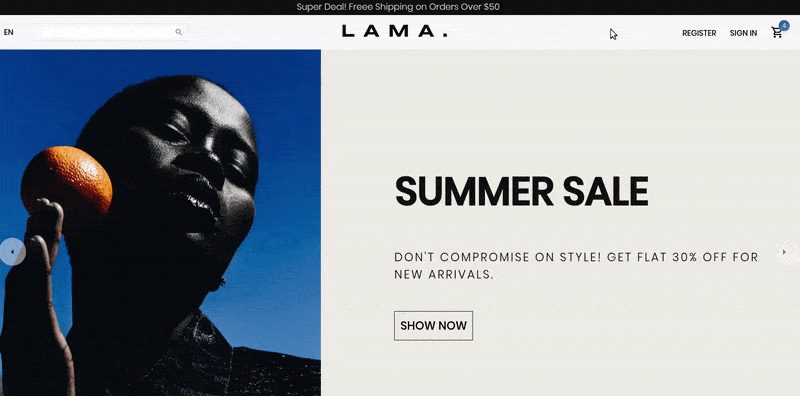 Super Deal! Freee Shipping on Orders Over $50
EN
LAMA.
REGISTER
SIGN IN
4
SUMMER SALE
DON'T COMPROMISE ON STYLE! GET FLAT 30% OFF FOR
NEW ARRIVALS.
SHOW NOW